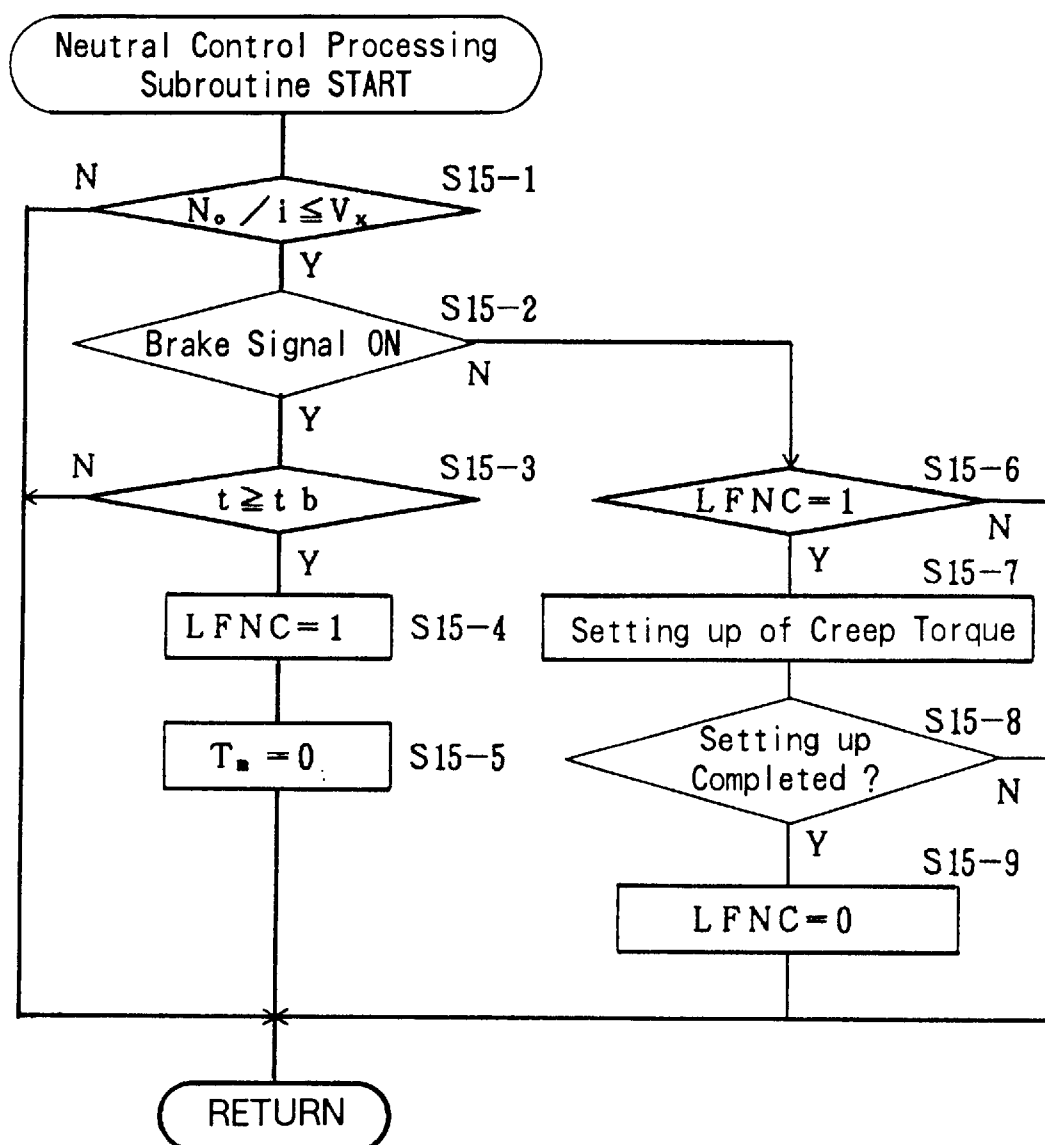 Neutral Control Processing
Subroutine START
N
S15-1
Nₒ / i ≦ Vₓ
Y
S15-2
Brake Signal ON
N
Y
N
S15-3
t ≧ t b
Y
LFNC=1
S15-4
Tₘ = 0
S15-5
S15-6
LFNC=1
N
Y
S15-7
Setting up of Creep Torque
S15-8
Setting up
Completed ?
N
Y
S15-9
LFNC=0
RETURN